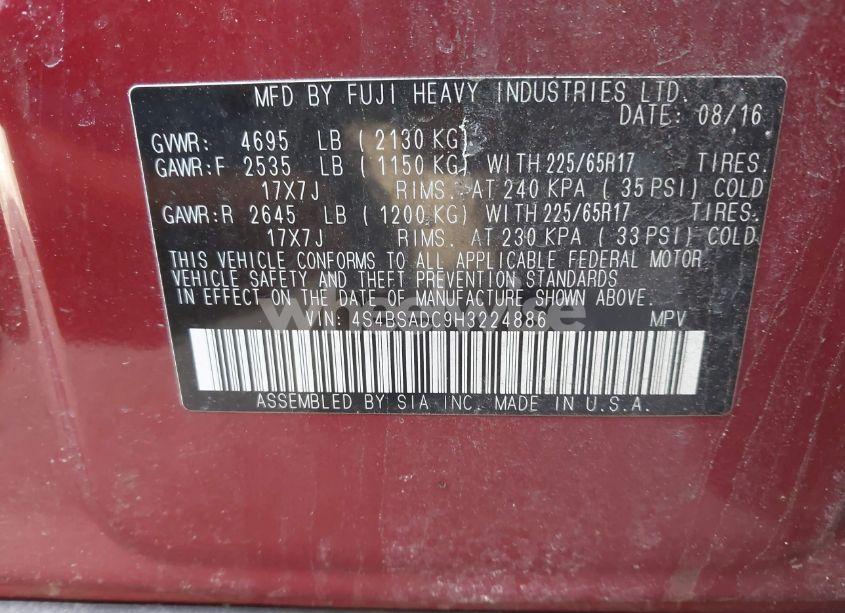 MFD BY FUJI HEAVY INDUSTRIES LTD.
DATE: 08/16
GVWR: 4695 LB ( 2130 KG)
GAWR:F 2535 LB ( 1150 KG) WITH 225/65R17 TIRES.
17X7J RIMS. AT 240 KPA ( 35 PSI) COLD
GAWR:R 2645 LB ( 1200 KG) WITH 225/65R17 TIRES.
17X7J RIMS. AT 230 KPA ( 33 PSI) COLD
THIS VEHICLE CONFORMS TO ALL APPLICABLE FEDERAL MOTOR
VEHICLE SAFETY AND THEFT PREVENTION STANDARDS
IN EFFECT ON THE DATE OF MANUFACTURE SHOWN ABOVE.
VIN: 4S4BSADC9H3224886 MPV
ASSEMBLED BY SIA INC. MADE IN U.S.A.